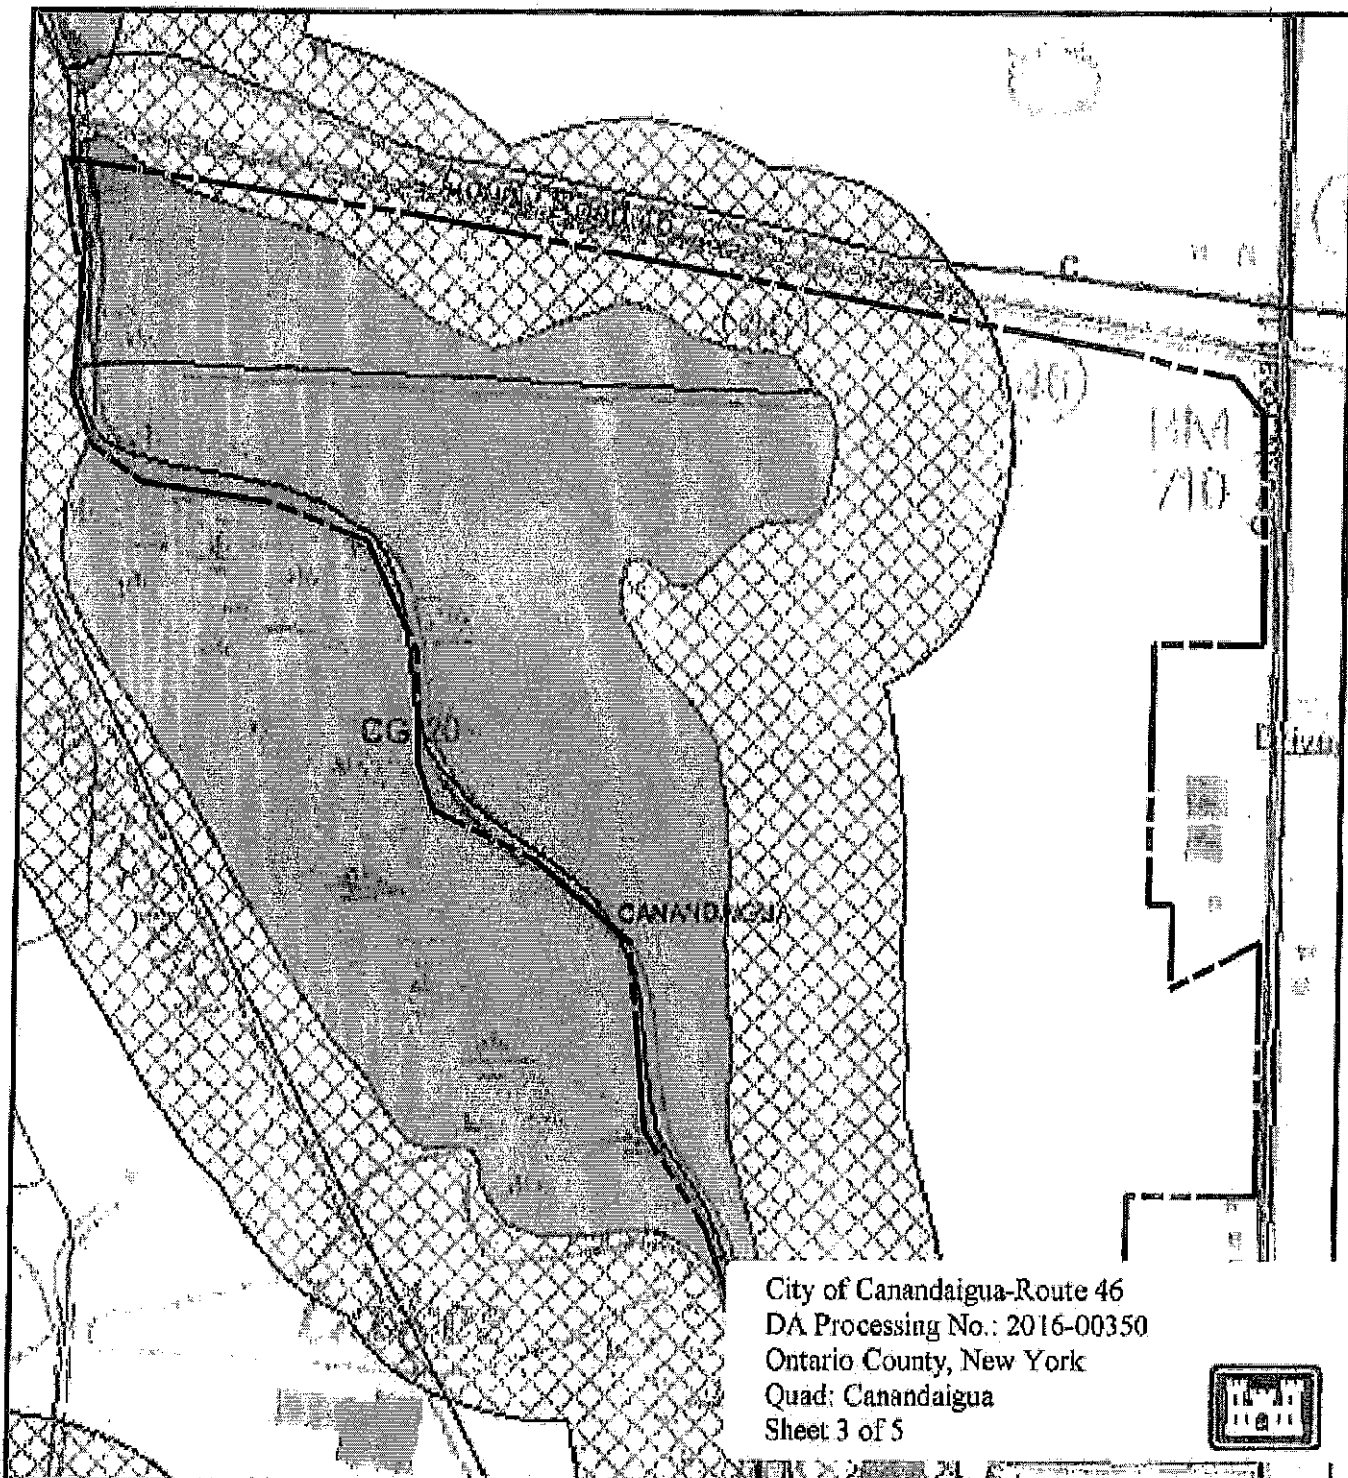 46
BM
710
CG 20
CANANDAIGUA
City of Canandaigua-Route 46
DA Processing No.: 2016-00350
Ontario County, New York
Quad: Canandaigua
Sheet 3 of 5